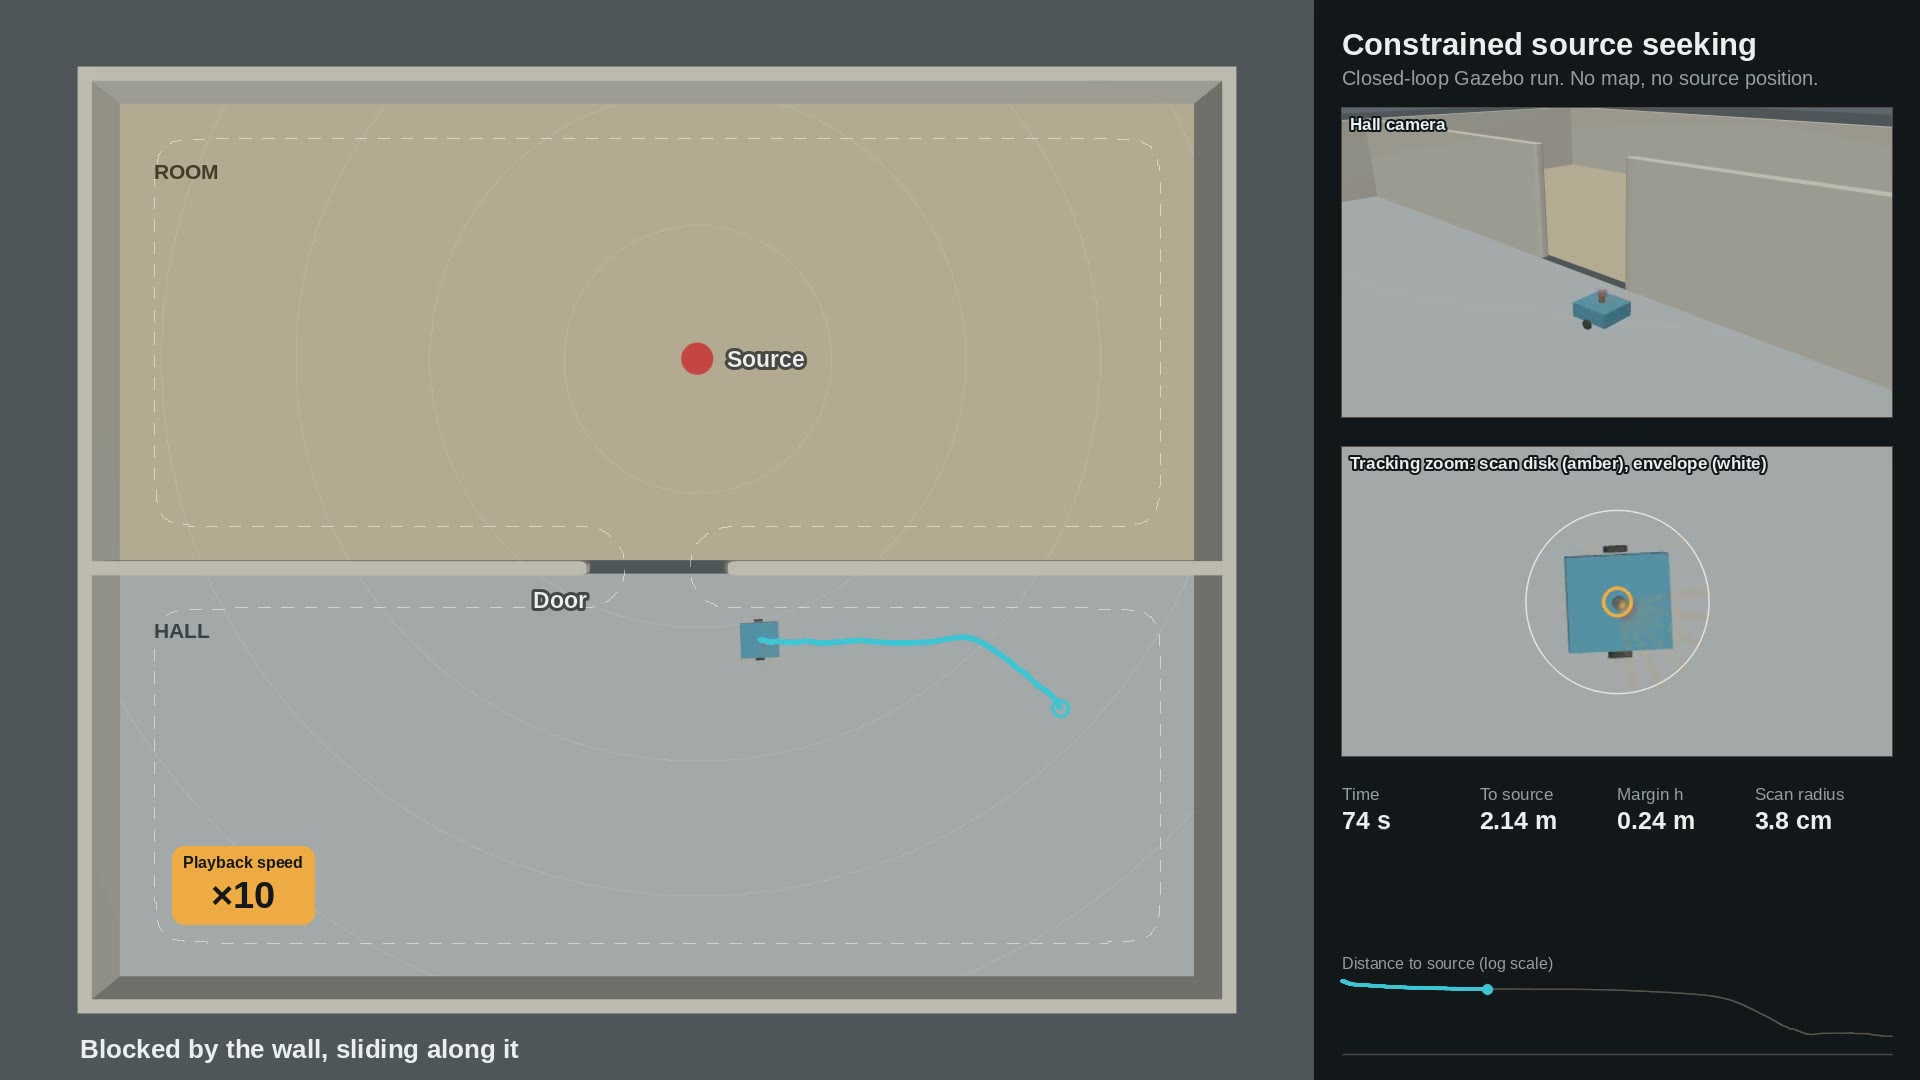 Constrained source seeking
Closed-loop Gazebo run. No map, no source position.
Hall camera
ROOM
Source
Door
HALL
Tracking zoom: scan disk (amber), envelope (white)
Time
To source
Margin h
Scan radius
74 s
2.14 m
0.24 m
3.8 cm
Playback speed
×10
Distance to source (log scale)
Blocked by the wall, sliding along it